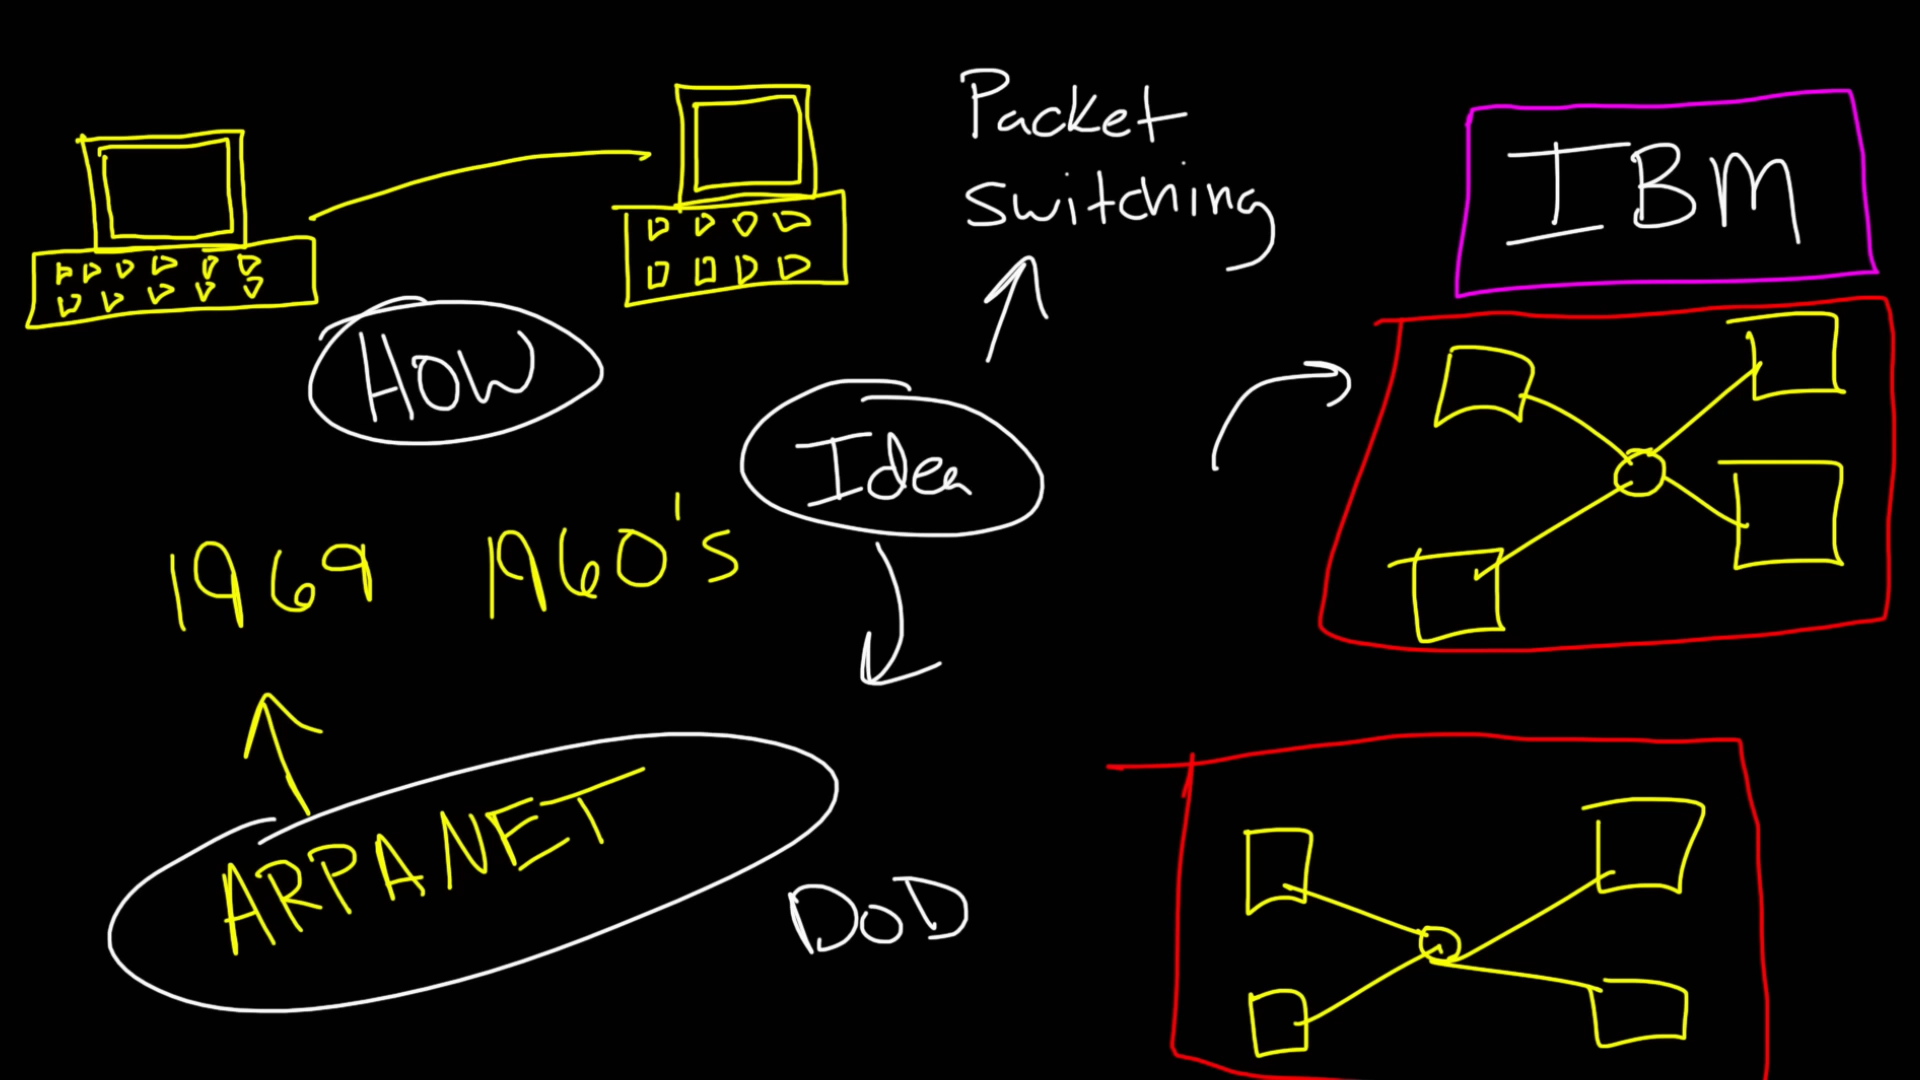 Packet
switching
IBM
HOW
Idea
1969 1960's
ARPANET
DOD